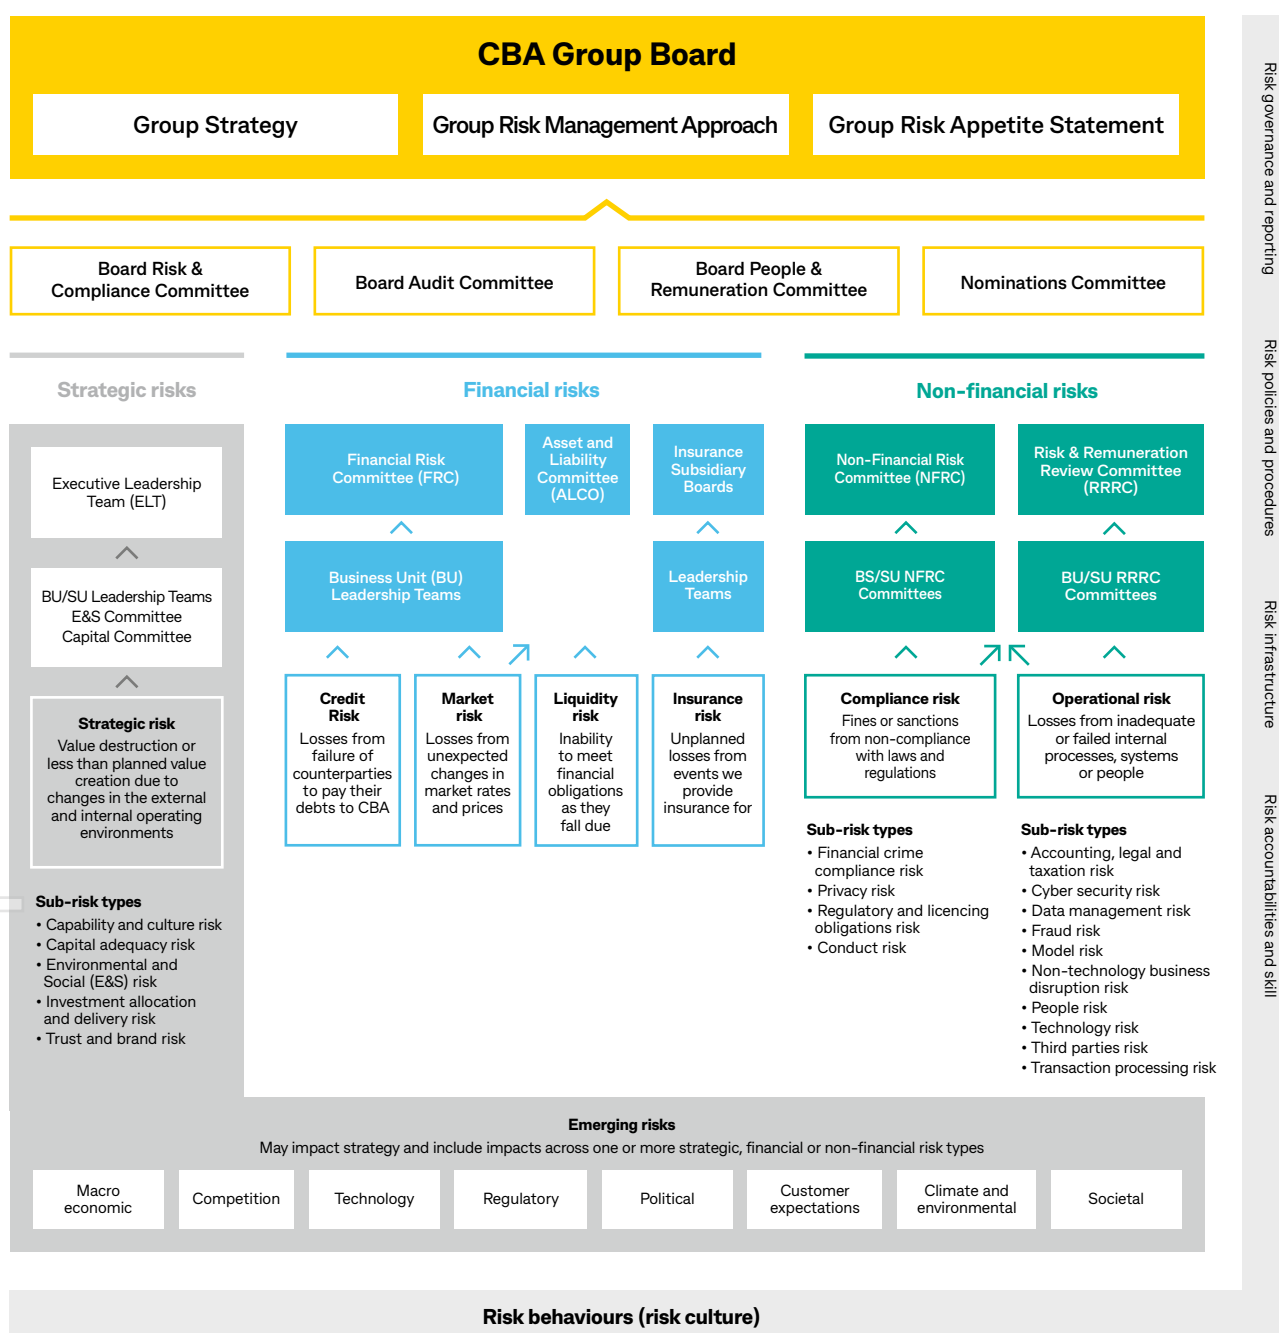 CBA Group Board
Group Strategy
Group Risk Management Approach
Group Risk Appetite Statement
Board Risk &
Compliance Committee
Board Audit Committee
Board People &
Remuneration Committee
Nominations Committee
Strategic risks
Executive Leadership
Team (ELT)
BU/SU Leadership Teams
E&S Committee
Capital Committee
Strategic risk
Value destruction or
less than planned value
creation due to
changes in the external
and internal operating
environments
Sub-risk types
• Capability and culture risk
• Capital adequacy risk
• Environmental and
Social (E&S) risk
• Investment allocation
and delivery risk
• Trust and brand risk
Financial risks
Financial Risk
Committee (FRC)
Asset and
Liability
Committee
(ALCO)
Insurance
Subsidiary
Boards
Business Unit (BU)
Leadership Teams
Leadership
Teams
Credit
Risk
Losses from
failure of
counterparties
to pay their
debts to CBA
Market
risk
Losses from
unexpected
changes in
market rates
and prices
Liquidity
risk
Inability
to meet
financial
obligations
as they
fall due
Insurance
risk
Unplanned
losses from
events we
provide
insurance for
Non-financial risks
Non-Financial Risk
Committee (NFRC)
Risk & Remuneration
Review Committee
(RRRC)
BS/SU NFRC
Committees
BU/SU RRRC
Committees
Compliance risk
Fines or sanctions
from non-compliance
with laws and
regulations
Sub-risk types
• Financial crime
compliance risk
• Privacy risk
• Regulatory and licencing
obligations risk
• Conduct risk
Operational risk
Losses from inadequate
or failed internal
processes, systems
or people
Sub-risk types
• Accounting, legal and
taxation risk
• Cyber security risk
• Data management risk
• Fraud risk
• Model risk
• Non-technology business
disruption risk
• People risk
• Technology risk
• Third parties risk
• Transaction processing risk
Emerging risks
May impact strategy and include impacts across one or more strategic, financial or non-financial risk types
Macro
economic
Competition
Technology
Regulatory
Political
Customer
expectations
Climate and
environmental
Societal
Risk behaviours (risk culture)
Risk governance and reporting
Risk policies and procedures
Risk infrastructure
Risk accountabilities and skill